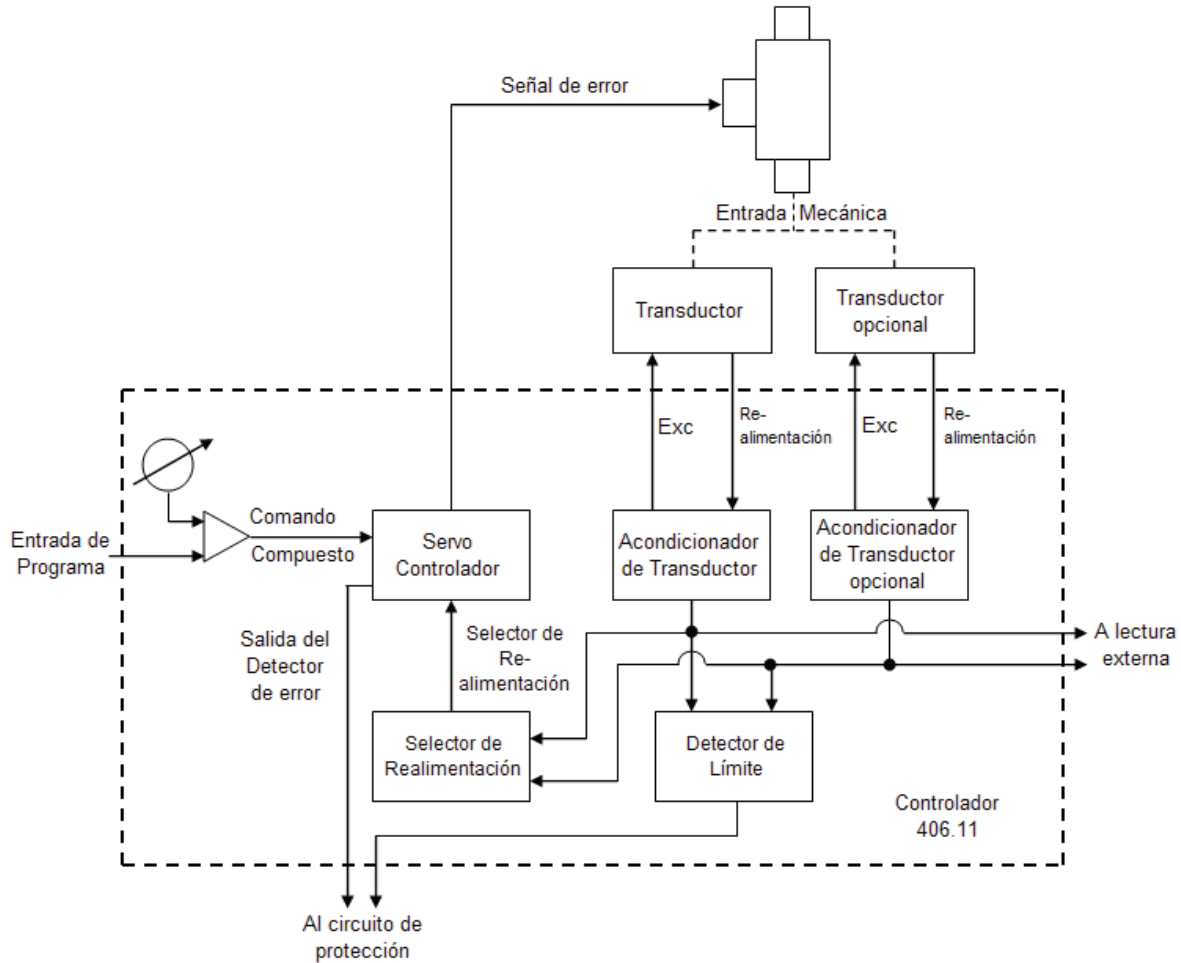 Señal de error
Entrada Mecánica
Transductor
Transductor
opcional
Exc
Re-
alimentación
Exc
Re-
alimentación
Entrada de
Programa
Comando
Compuesto
Servo
Controlador
Acondicionador
de Transductor
Acondicionador
de Transductor
opcional
Salida del
Detector
de error
Selector de
Re-
alimentación
A lectura
externa
Selector de
Realimentación
Detector de
Límite
Controlador
406.11
Al circuito de
protección